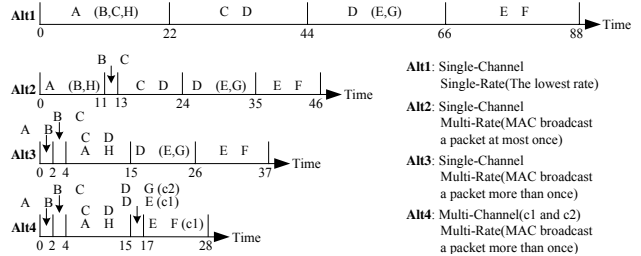 Alt1 A (B,C,H) C D D (E,G) E F
0 22 44 66 88 Time
B C
Alt2 A (B,H) C D D (E,G) E F
0 11 13 24 35 46 Time
A B B C
C D
Alt3 A H D (E,G) E F
0 2 4 15 26 37 Time
B C D G (c2)
A B C D D E (c1)
Alt4 A H E F (c1)
0 2 4 15 17 28 Time
Alt1: Single-Channel
Single-Rate(The lowest rate)
Alt2: Single-Channel
Multi-Rate(MAC broadcast
a packet at most once)
Alt3: Single-Channel
Multi-Rate(MAC broadcast
a packet more than once)
Alt4: Multi-Channel(c1 and c2)
Multi-Rate(MAC broadcast
a packet more than once)